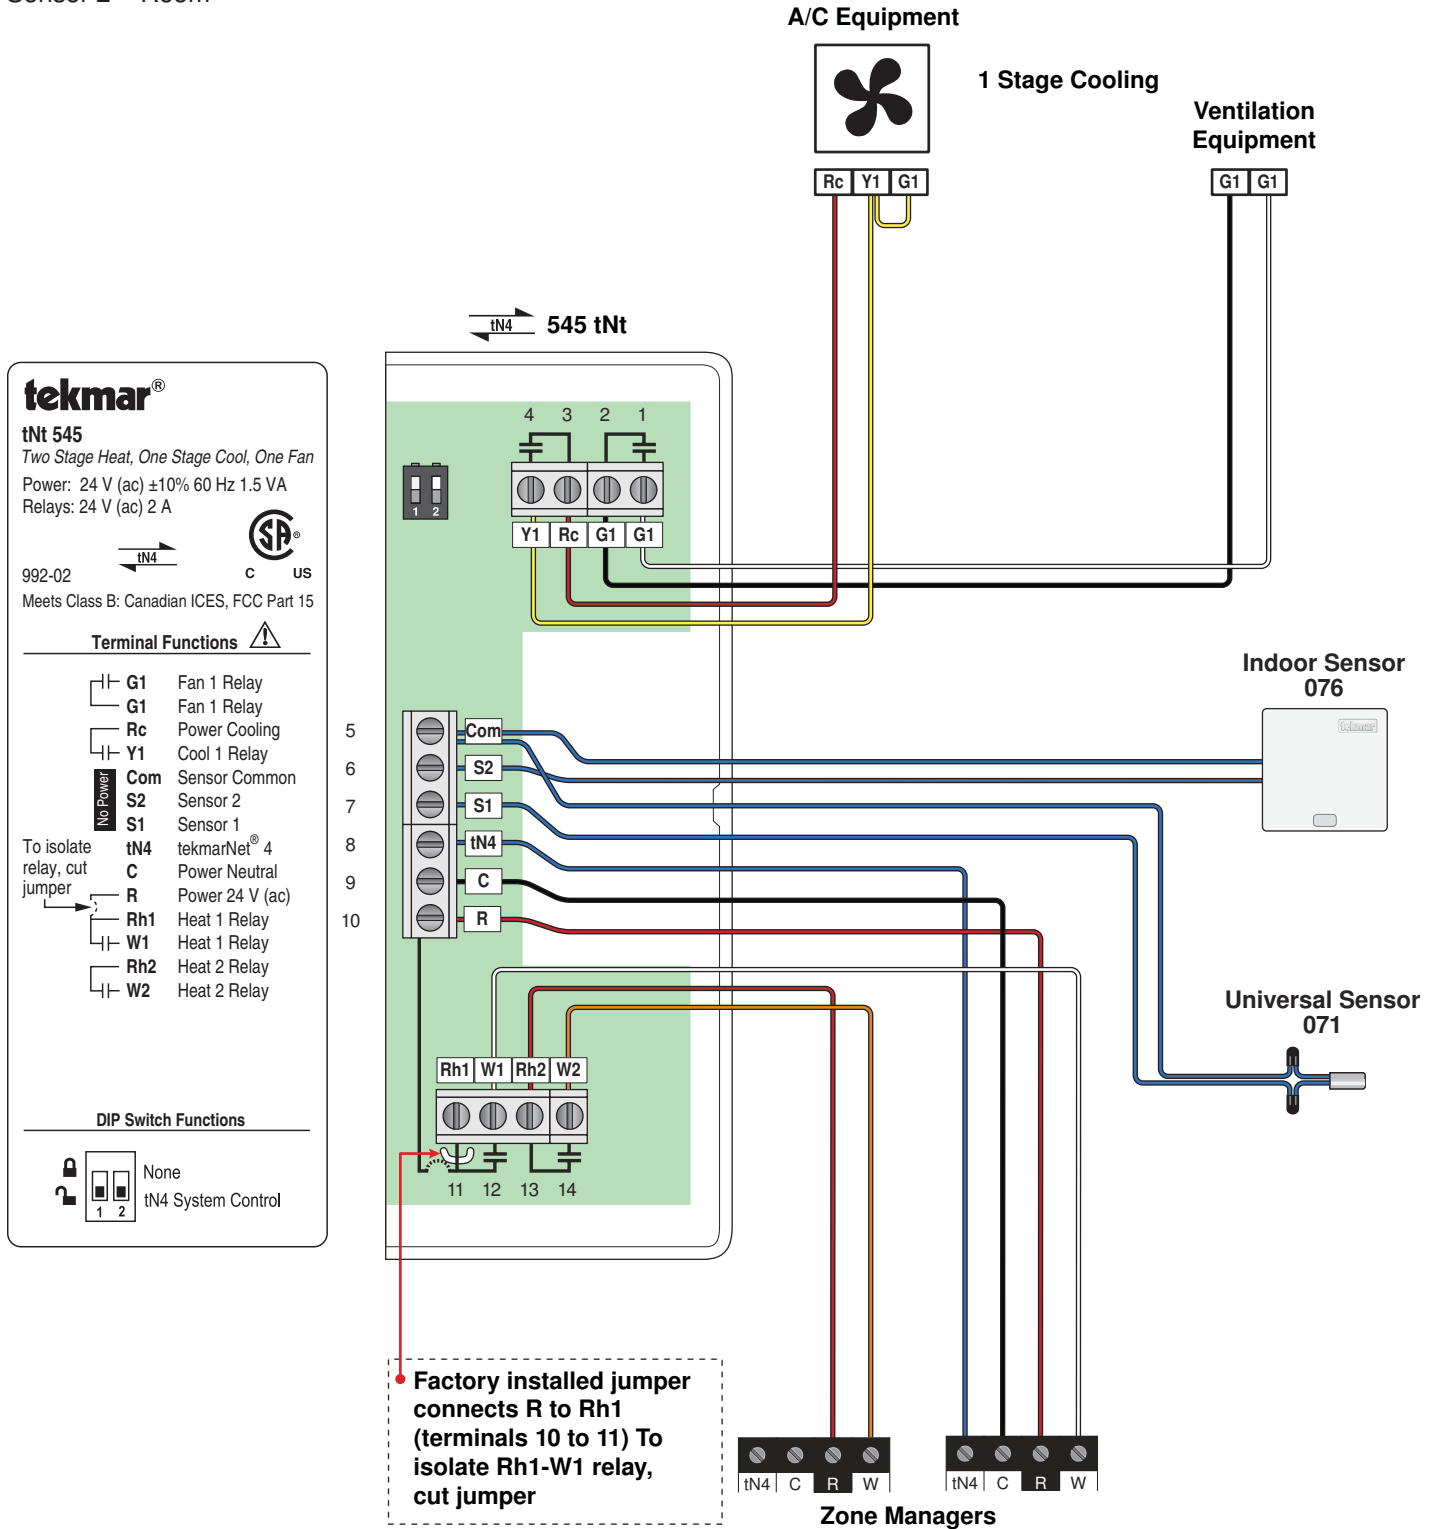 A/C Equipment
1 Stage Cooling
Ventilation
Equipment
Rc Y1 G1
G1 G1
tN4 545 tNt
tekmar®
tNt 545
Two Stage Heat, One Stage Cool, One Fan
Power: 24 V (ac) ±10% 60 Hz 1.5 VA
Relays: 24 V (ac) 2 A
SA®
C US
tN4
992-02
Meets Class B: Canadian ICES, FCC Part 15
Terminal Functions
G1 Fan 1 Relay
G1 Fan 1 Relay
Rc Power Cooling
Y1 Cool 1 Relay
No Power
Com Sensor Common
S2 Sensor 2
S1 Sensor 1
tN4 tekmarNet® 4
C Power Neutral
R Power 24 V (ac)
Rh1 Heat 1 Relay
W1 Heat 1 Relay
Rh2 Heat 2 Relay
W2 Heat 2 Relay
To isolate
relay, cut
jumper
DIP Switch Functions
None
tN4 System Control
1 2
4 3 2 1
1 2
Y1 Rc G1 G1
5 Com
6 S2
7 S1
8 tN4
9 C
10 R
Rh1 W1 Rh2 W2
11 12 13 14
Indoor Sensor
076
tekmar
Universal Sensor
071
Factory installed jumper
connects R to Rh1
(terminals 10 to 11) To
isolate Rh1-W1 relay,
cut jumper
tN4 C R W
tN4 C R W
Zone Managers